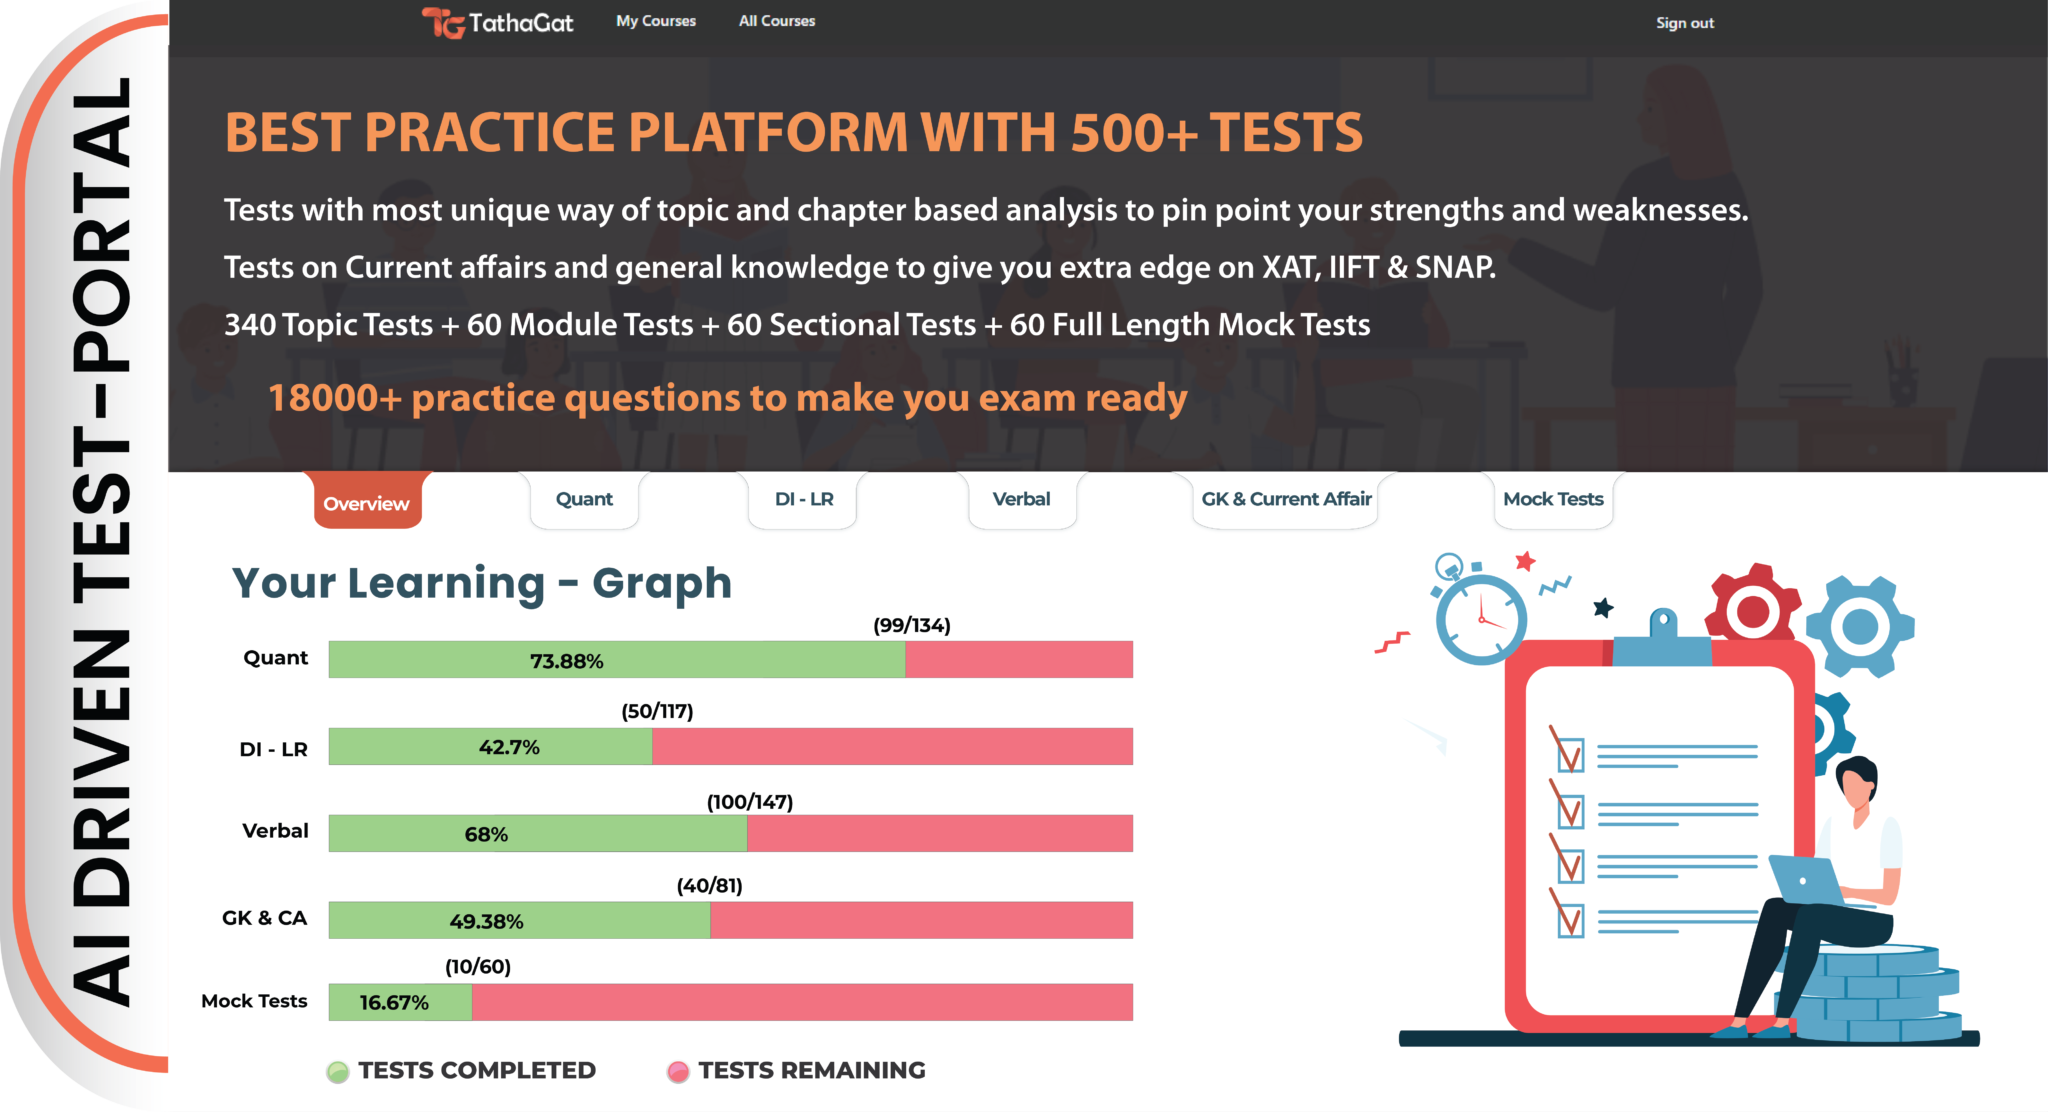 AI DRIVEN TEST-PORTAL
TG TathaGat
My Courses
All Courses
Sign out
BEST PRACTICE PLATFORM WITH 500+ TESTS
Tests with most unique way of topic and chapter based analysis to pin point your strengths and weaknesses.
Tests on Current affairs and general knowledge to give you extra edge on XAT, IIFT & SNAP.
340 Topic Tests + 60 Module Tests + 60 Sectional Tests + 60 Full Length Mock Tests
18000+ practice questions to make you exam ready
Overview
Quant
DI - LR
Verbal
GK & Current Affair
Mock Tests
Your Learning - Graph
(99/134)
Quant
73.88%
(50/117)
DI - LR
42.7%
(100/147)
Verbal
68%
(40/81)
GK & CA
49.38%
(10/60)
Mock Tests
16.67%
TESTS COMPLETED
TESTS REMAINING